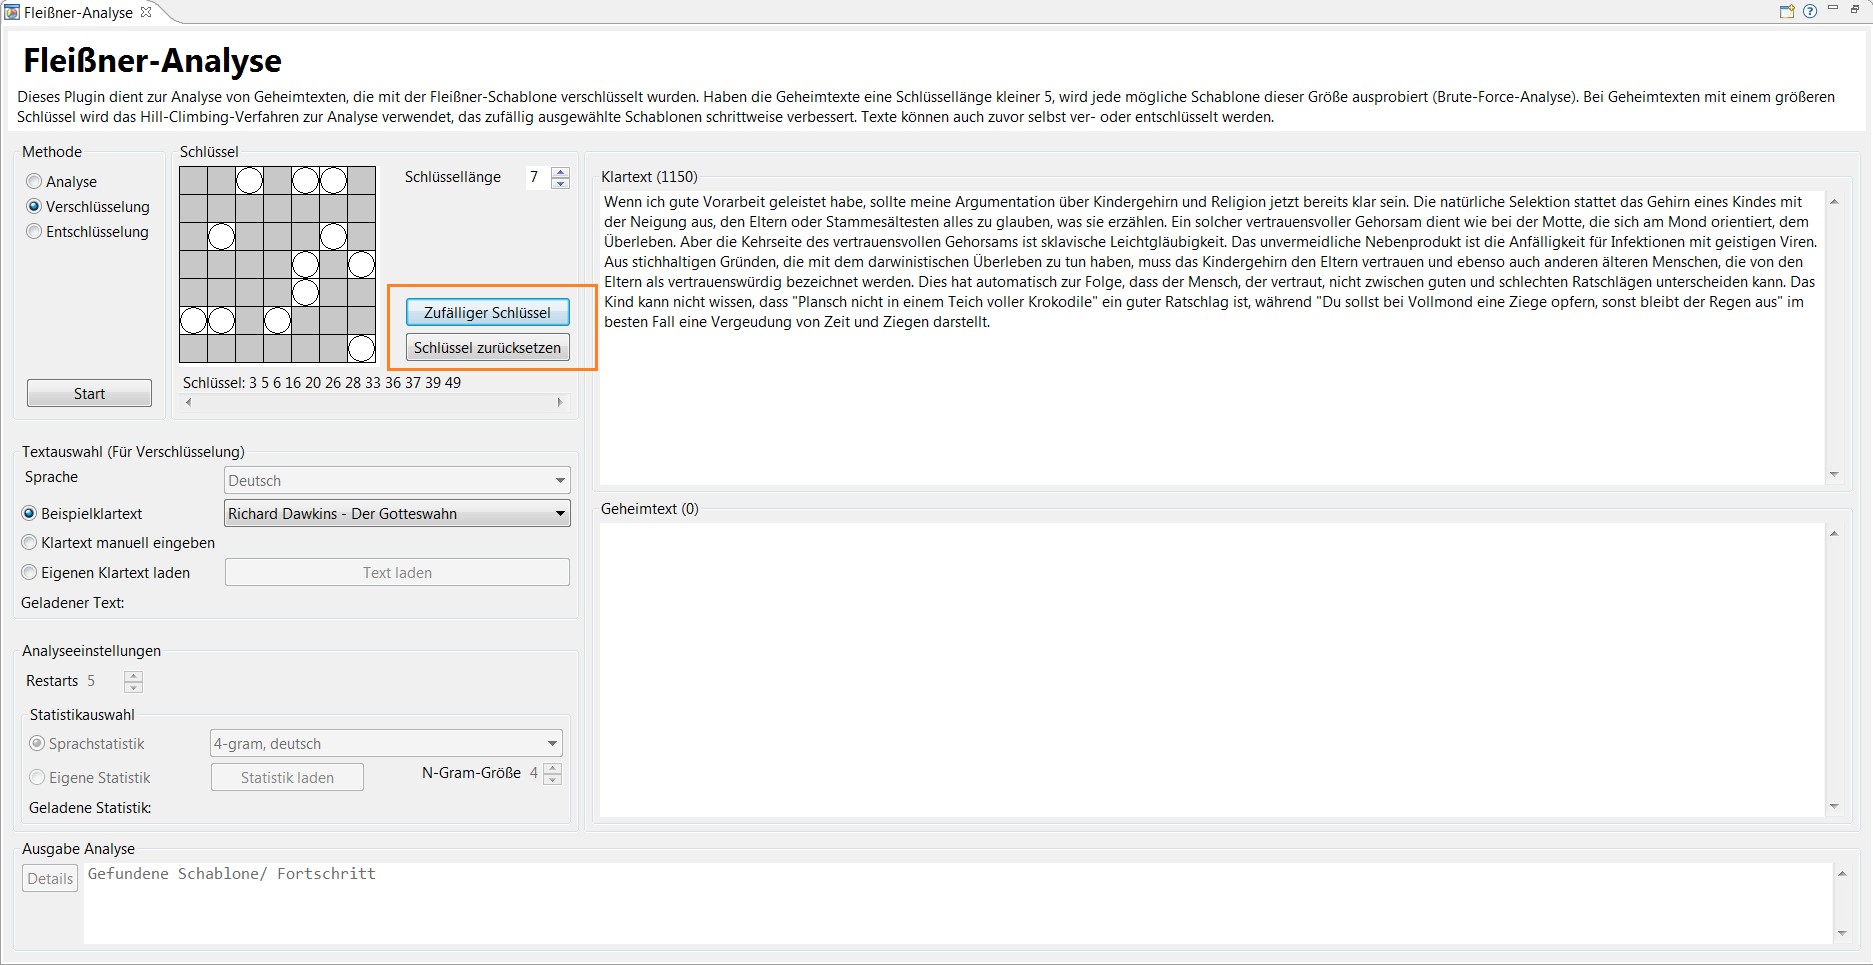 Fleißner-Analyse
Fleißner-Analyse
Dieses Plugin dient zur Analyse von Geheimtexten, die mit der Fleißner-Schablone verschlüsselt wurden. Haben die Geheimtexte eine Schlüssellänge kleiner 5, wird jede mögliche Schablone dieser Größe ausprobiert (Brute-Force-Analyse). Bei Geheimtexten mit einem größeren
Schlüssel wird das Hill-Climbing-Verfahren zur Analyse verwendet, das zufällig ausgewählte Schablonen schrittweise verbessert. Texte können auch zuvor selbst ver- oder entschlüsselt werden.
Methode
Analyse
Verschlüsselung
Entschlüsselung
Start
Schlüssel
Schlüssellänge 7
Zufälliger Schlüssel
Schlüssel zurücksetzen
Schlüssel: 3 5 6 16 20 26 28 33 36 37 39 49
Textauswahl (Für Verschlüsselung)
Sprache Deutsch
Beispielklartext Richard Dawkins - Der Gotteswahn
Klartext manuell eingeben
Eigenen Klartext laden Text laden
Geladener Text:
Analyseeinstellungen
Restarts 5
Statistikauswahl
Sprachstatistik 4-gram, deutsch
Eigene Statistik Statistik laden N-Gram-Größe 4
Geladene Statistik:
Klartext (1150)
Wenn ich gute Vorarbeit geleistet habe, sollte meine Argumentation über Kindergehirn und Religion jetzt bereits klar sein. Die natürliche Selektion stattet das Gehirn eines Kindes mit
der Neigung aus, den Eltern oder Stammesältesten alles zu glauben, was sie erzählen. Ein solcher vertrauensvoller Gehorsam dient wie bei der Motte, die sich am Mond orientiert, dem
Überleben. Aber die Kehrseite des vertrauensvollen Gehorsams ist sklavische Leichtgläubigkeit. Das unvermeidliche Nebenprodukt ist die Anfälligkeit für Infektionen mit geistigen Viren.
Aus stichhaltigen Gründen, die mit dem darwinistischen Überleben zu tun haben, muss das Kindergehirn den Eltern vertrauen und ebenso auch anderen älteren Menschen, die von den
Eltern als vertrauenswürdig bezeichnet werden. Dies hat automatisch zur Folge, dass der Mensch, der vertraut, nicht zwischen guten und schlechten Ratschlägen unterscheiden kann. Das
Kind kann nicht wissen, dass "Plansch nicht in einem Teich voller Krokodile" ein guter Ratschlag ist, während "Du sollst bei Vollmond eine Ziege opfern, sonst bleibt der Regen aus" im
besten Fall eine Vergeudung von Zeit und Ziegen darstellt.
Geheimtext (0)
Ausgabe Analyse
Details
Gefundene Schablone/ Fortschritt